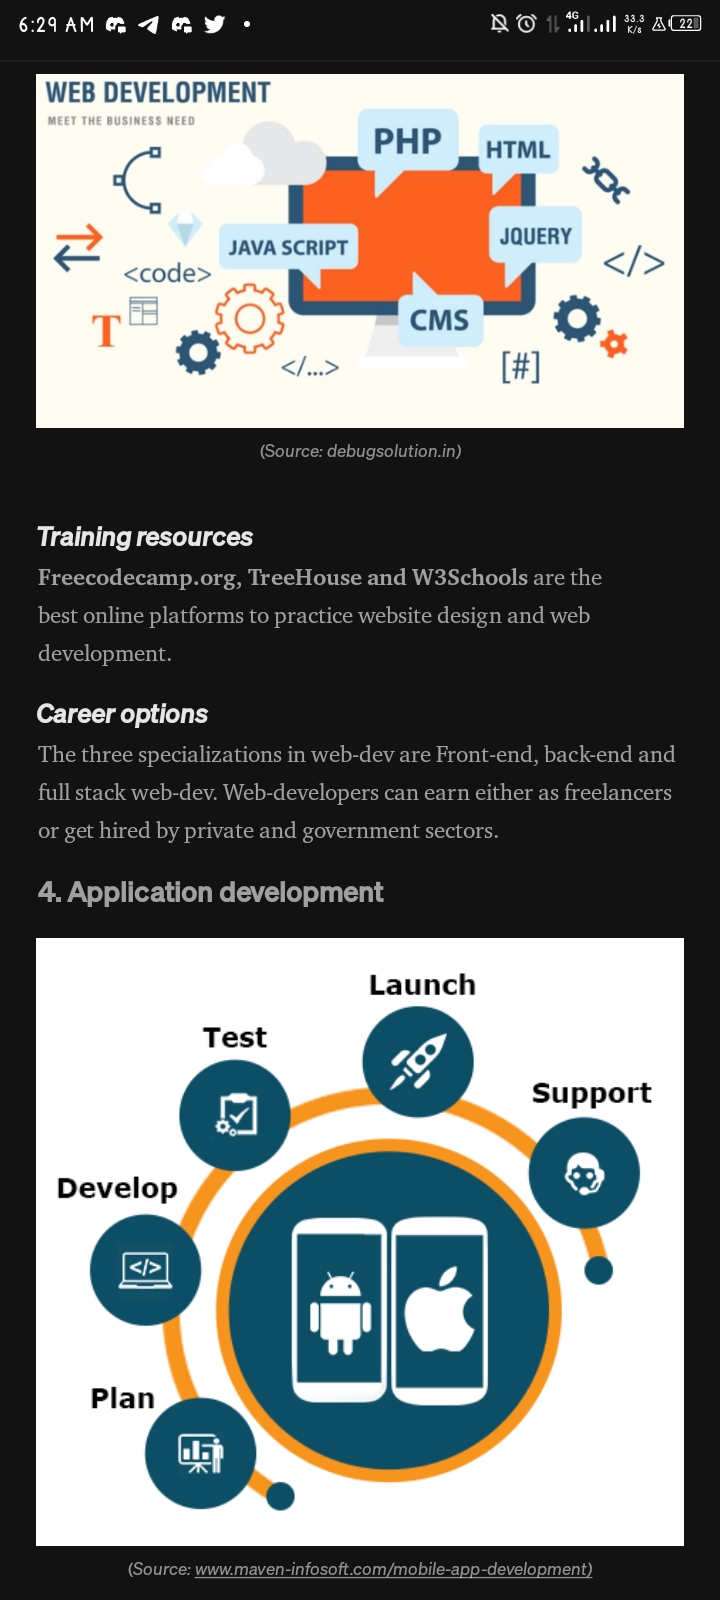 6:29 AM
4G
33.3
K/s
22
WEB DEVELOPMENT
MEET THE BUSINESS NEED
PHP
HTML
JAVA SCRIPT
JQUERY
<code>
</>
T
CMS
</...>
[#]
(Source: debugsolution.in)
Training resources
Freecodecamp.org, TreeHouse and W3Schools are the
best online platforms to practice website design and web
development.
Career options
The three specializations in web-dev are Front-end, back-end and
full stack web-dev. Web-developers can earn either as freelancers
or get hired by private and government sectors.
4. Application development
Launch
Test
Support
Develop
</>
Plan
(Source: www.maven-infosoft.com/mobile-app-development)